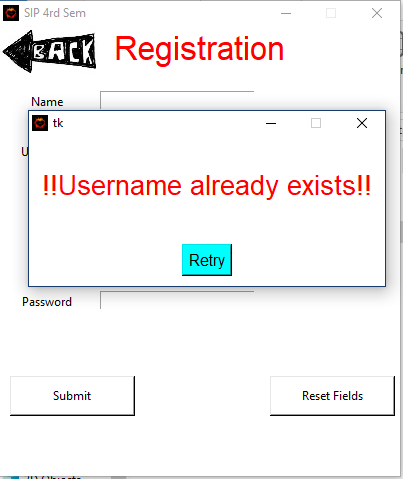 SIP 4rd Sem
BACK
Registration
Name
tk
!!Username already exists!!
Retry
Password
Submit
Reset Fields